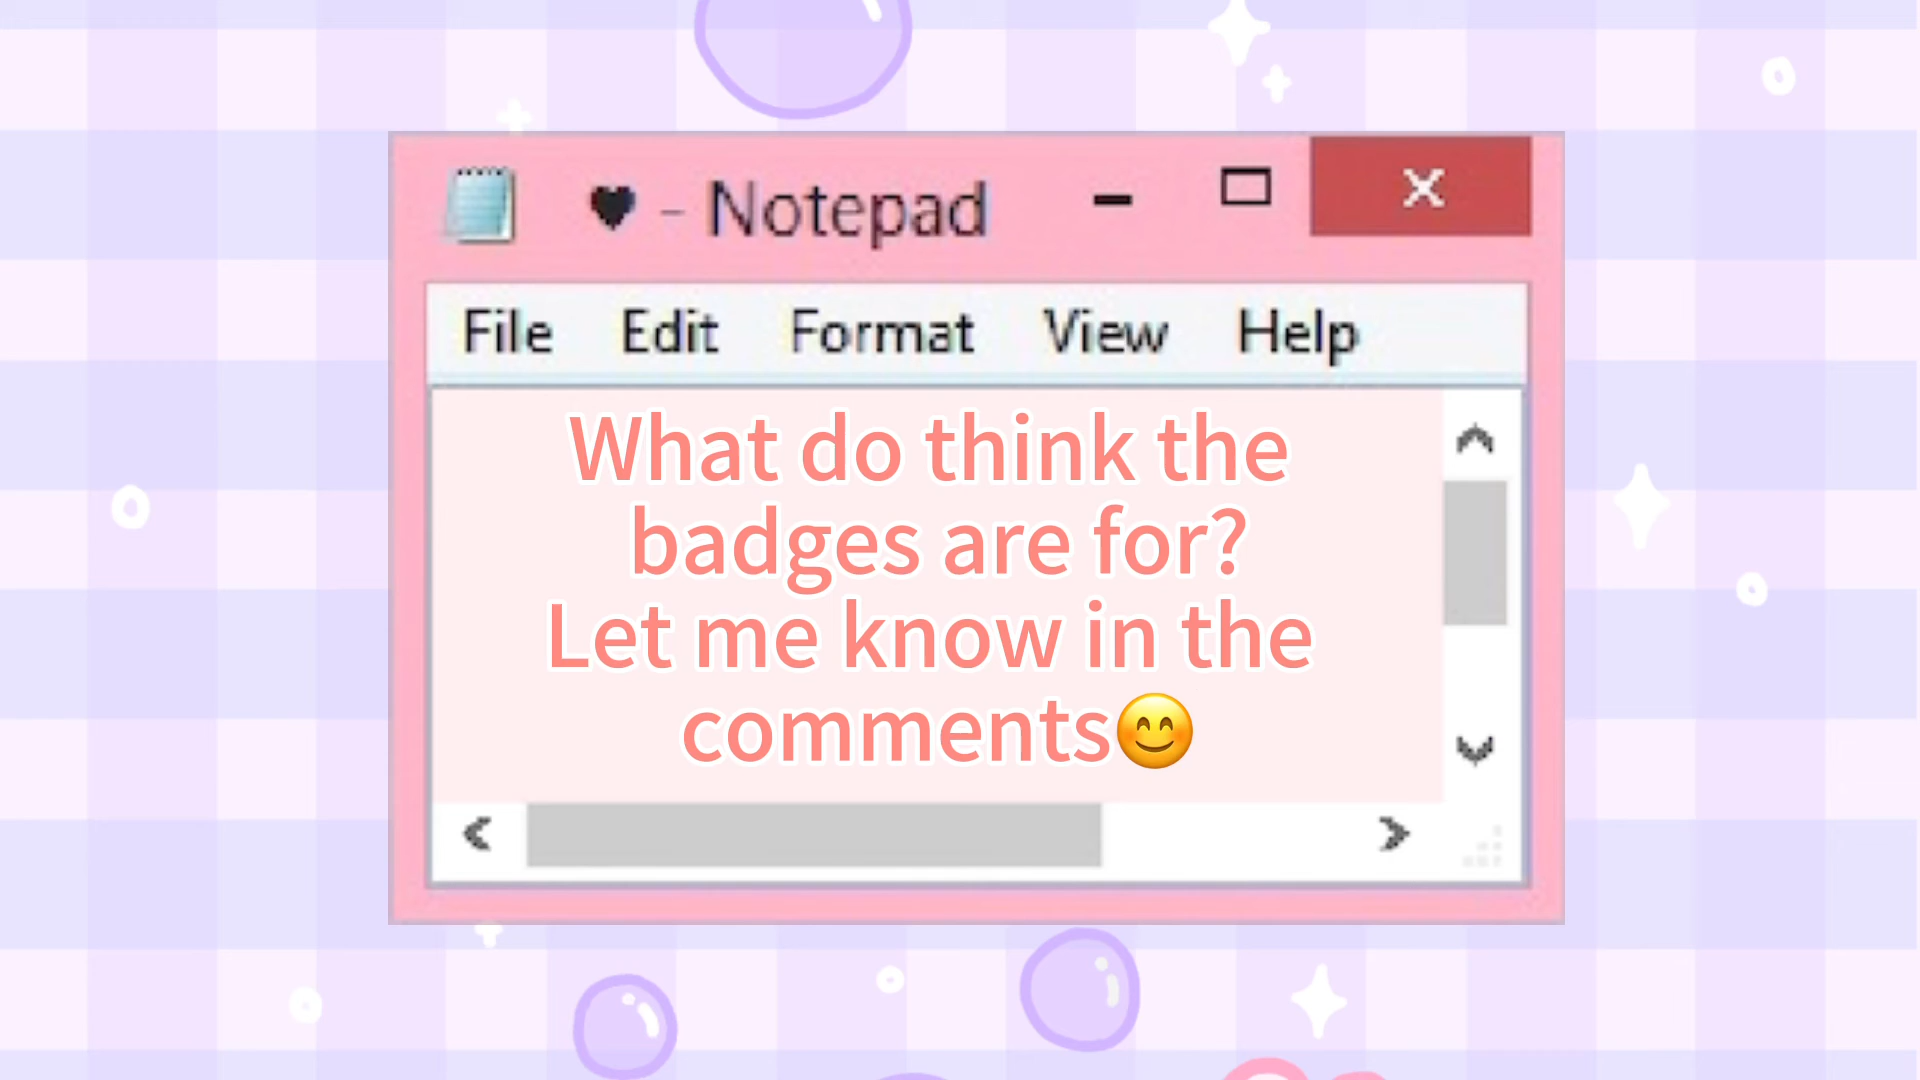 ♥ - Notepad
File Edit Format View Help
What do think the
badges are for?
Let me know in the
comments😊